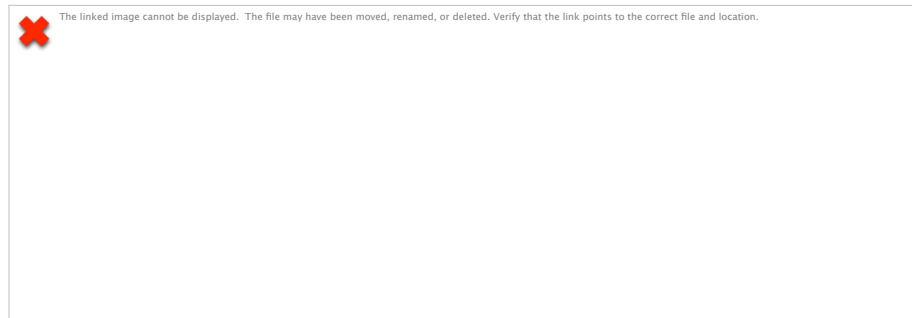 The linked image cannot be displayed.  The file may have been moved, renamed, or deleted. Verify that the link points to the correct file and location.